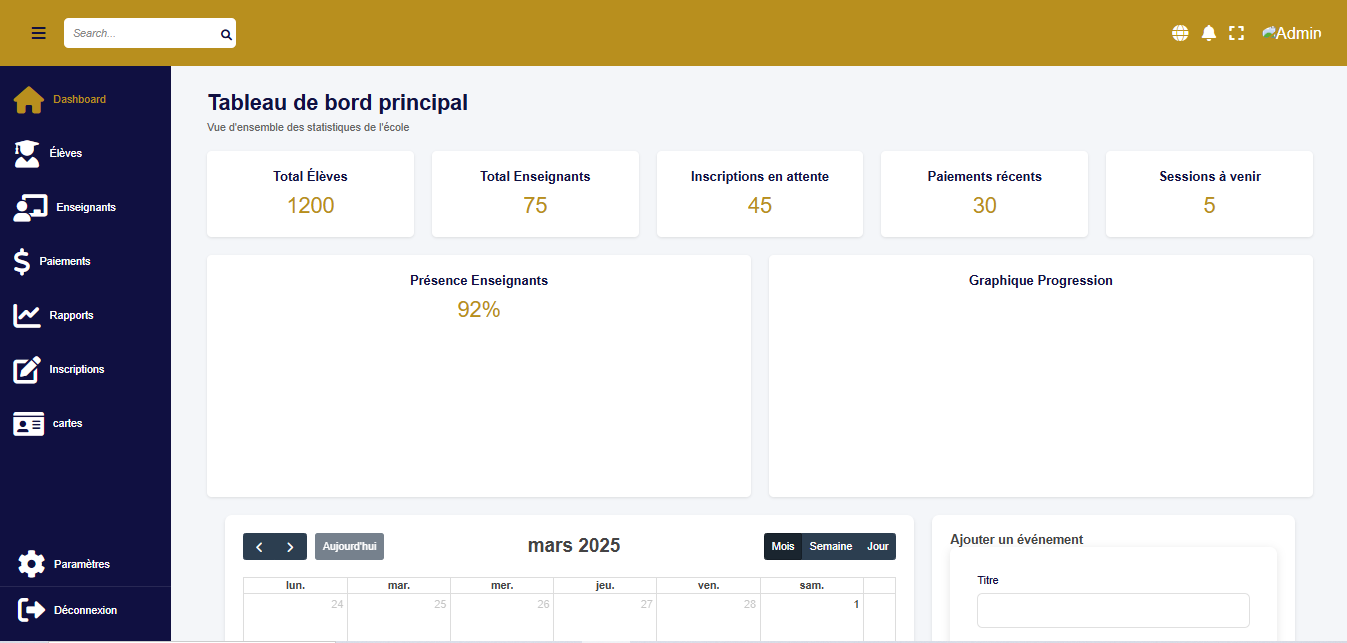 Search...
Admin
Dashboard
Élèves
Enseignants
Paiements
Rapports
Inscriptions
cartes
Paramètres
Déconnexion
Tableau de bord principal
Vue d'ensemble des statistiques de l'école
Total Élèves
1200
Total Enseignants
75
Inscriptions en attente
45
Paiements récents
30
Sessions à venir
5
Présence Enseignants
92%
Graphique Progression
Aujourd'hui
mars 2025
Mois Semaine Jour
lun. mar. mer. jeu. ven. sam.
24 25 26 27 28 1
Ajouter un événement
Titre